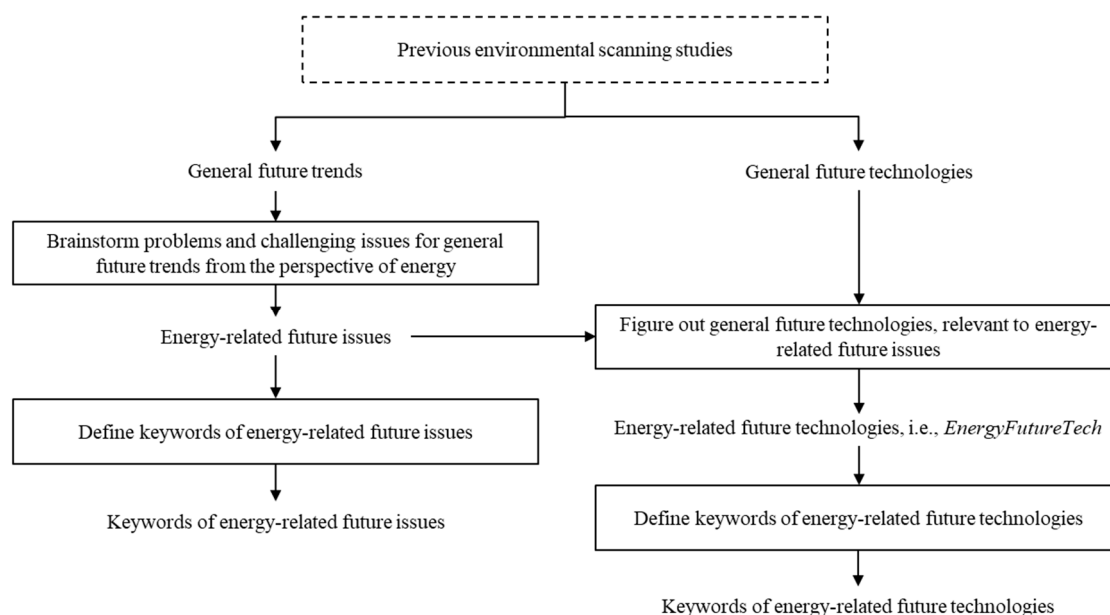 Previous environmental scanning studies
General future trends
General future technologies
Brainstorm problems and challenging issues for general
future trends from the perspective of energy
Energy-related future issues
Figure out general future technologies, relevant to energy-
related future issues
Define keywords of energy-related future issues
Energy-related future technologies, i.e., EnergyFutureTech
Keywords of energy-related future issues
Define keywords of energy-related future technologies
Keywords of energy-related future technologies